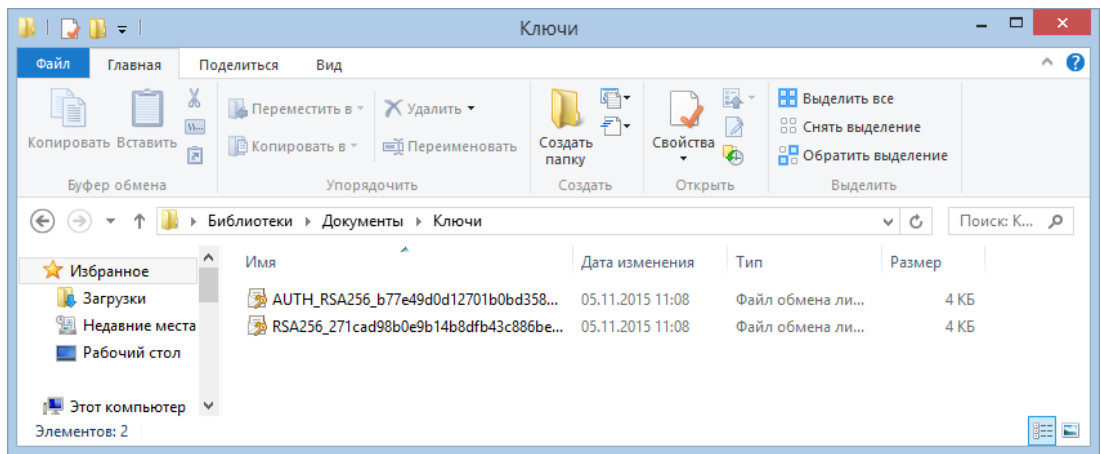 Ключи
Файл Главная Поделиться Вид
Копировать Вставить
Переместить в
Копировать в
Удалить
Переименовать
Создать папку
Свойства
Выделить все
Снять выделение
Обратить выделение
Буфер обмена Упорядочить Создать Открыть Выделить
Библиотеки Документы Ключи Поиск: К...
Избранное
Загрузки
Недавние места
Рабочий стол
Этот компьютер
Имя Дата изменения Тип Размер
AUTH_RSA256_b77e49d0d12701b0bd358... 05.11.2015 11:08 Файл обмена ли... 4 КБ
RSA256_271cad98b0e9b14b8dfb43c886be... 05.11.2015 11:08 Файл обмена ли... 4 КБ
Элементов: 2